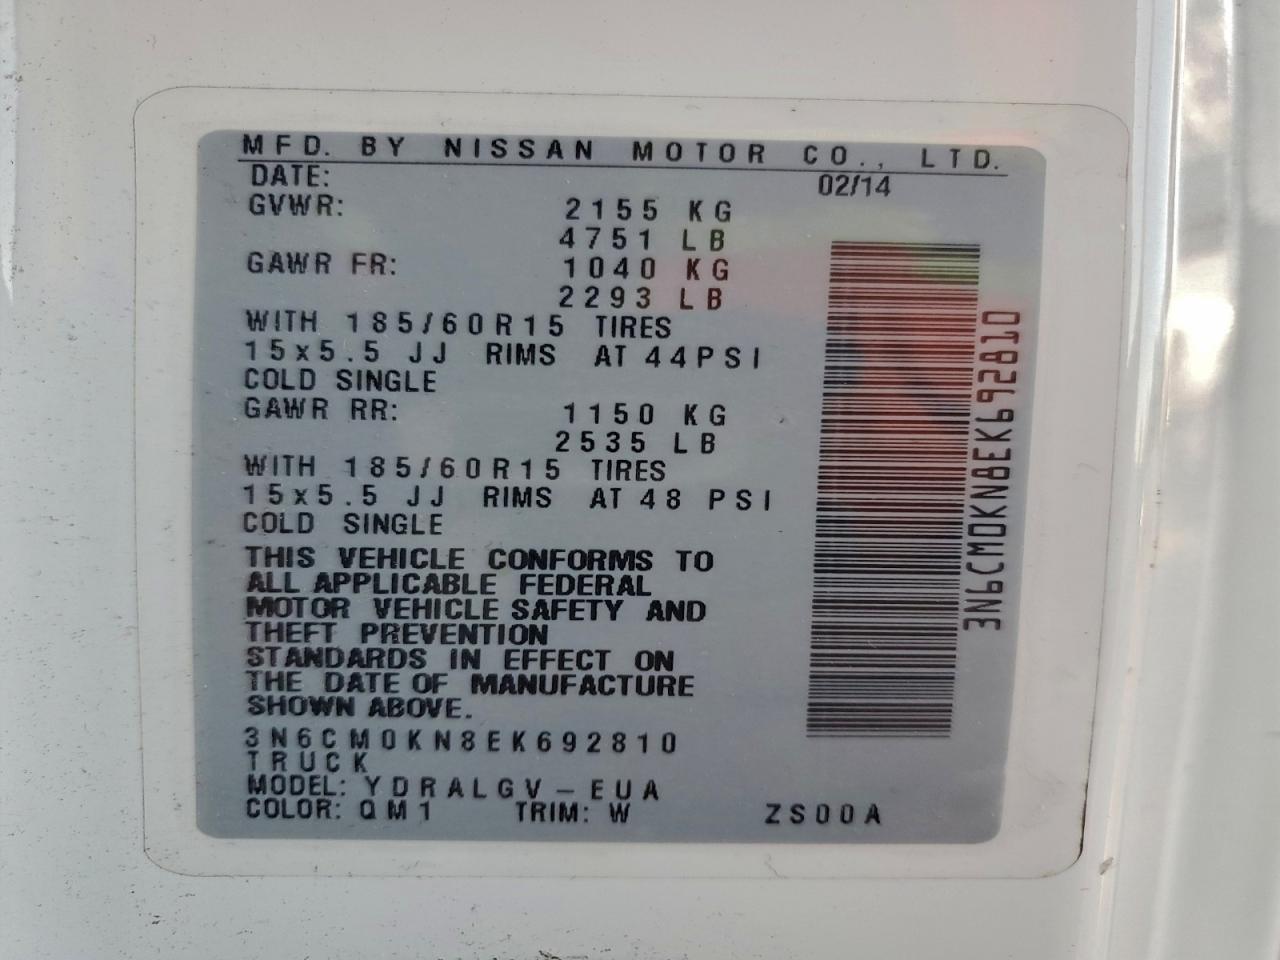 MFD. BY NISSAN MOTOR CO., LTD.
DATE: 02/14
GVWR: 2155 KG
4751 LB
GAWR FR: 1040 KG
2293 LB
WITH 185/60R15 TIRES
15x5.5 JJ RIMS AT 44PSI
COLD SINGLE
GAWR RR: 1150 KG
2535 LB
WITH 185/60R15 TIRES
15x5.5 JJ RIMS AT 48 PSI
COLD SINGLE
THIS VEHICLE CONFORMS TO
ALL APPLICABLE FEDERAL
MOTOR VEHICLE SAFETY AND
THEFT PREVENTION
STANDARDS IN EFFECT ON
THE DATE OF MANUFACTURE
SHOWN ABOVE.
3N6CM0KN8EK692810
TRUCK
MODEL: YDRALGV-EUA
COLOR: QM1 TRIM: W ZS00A
3N6CM0KN8EK692810